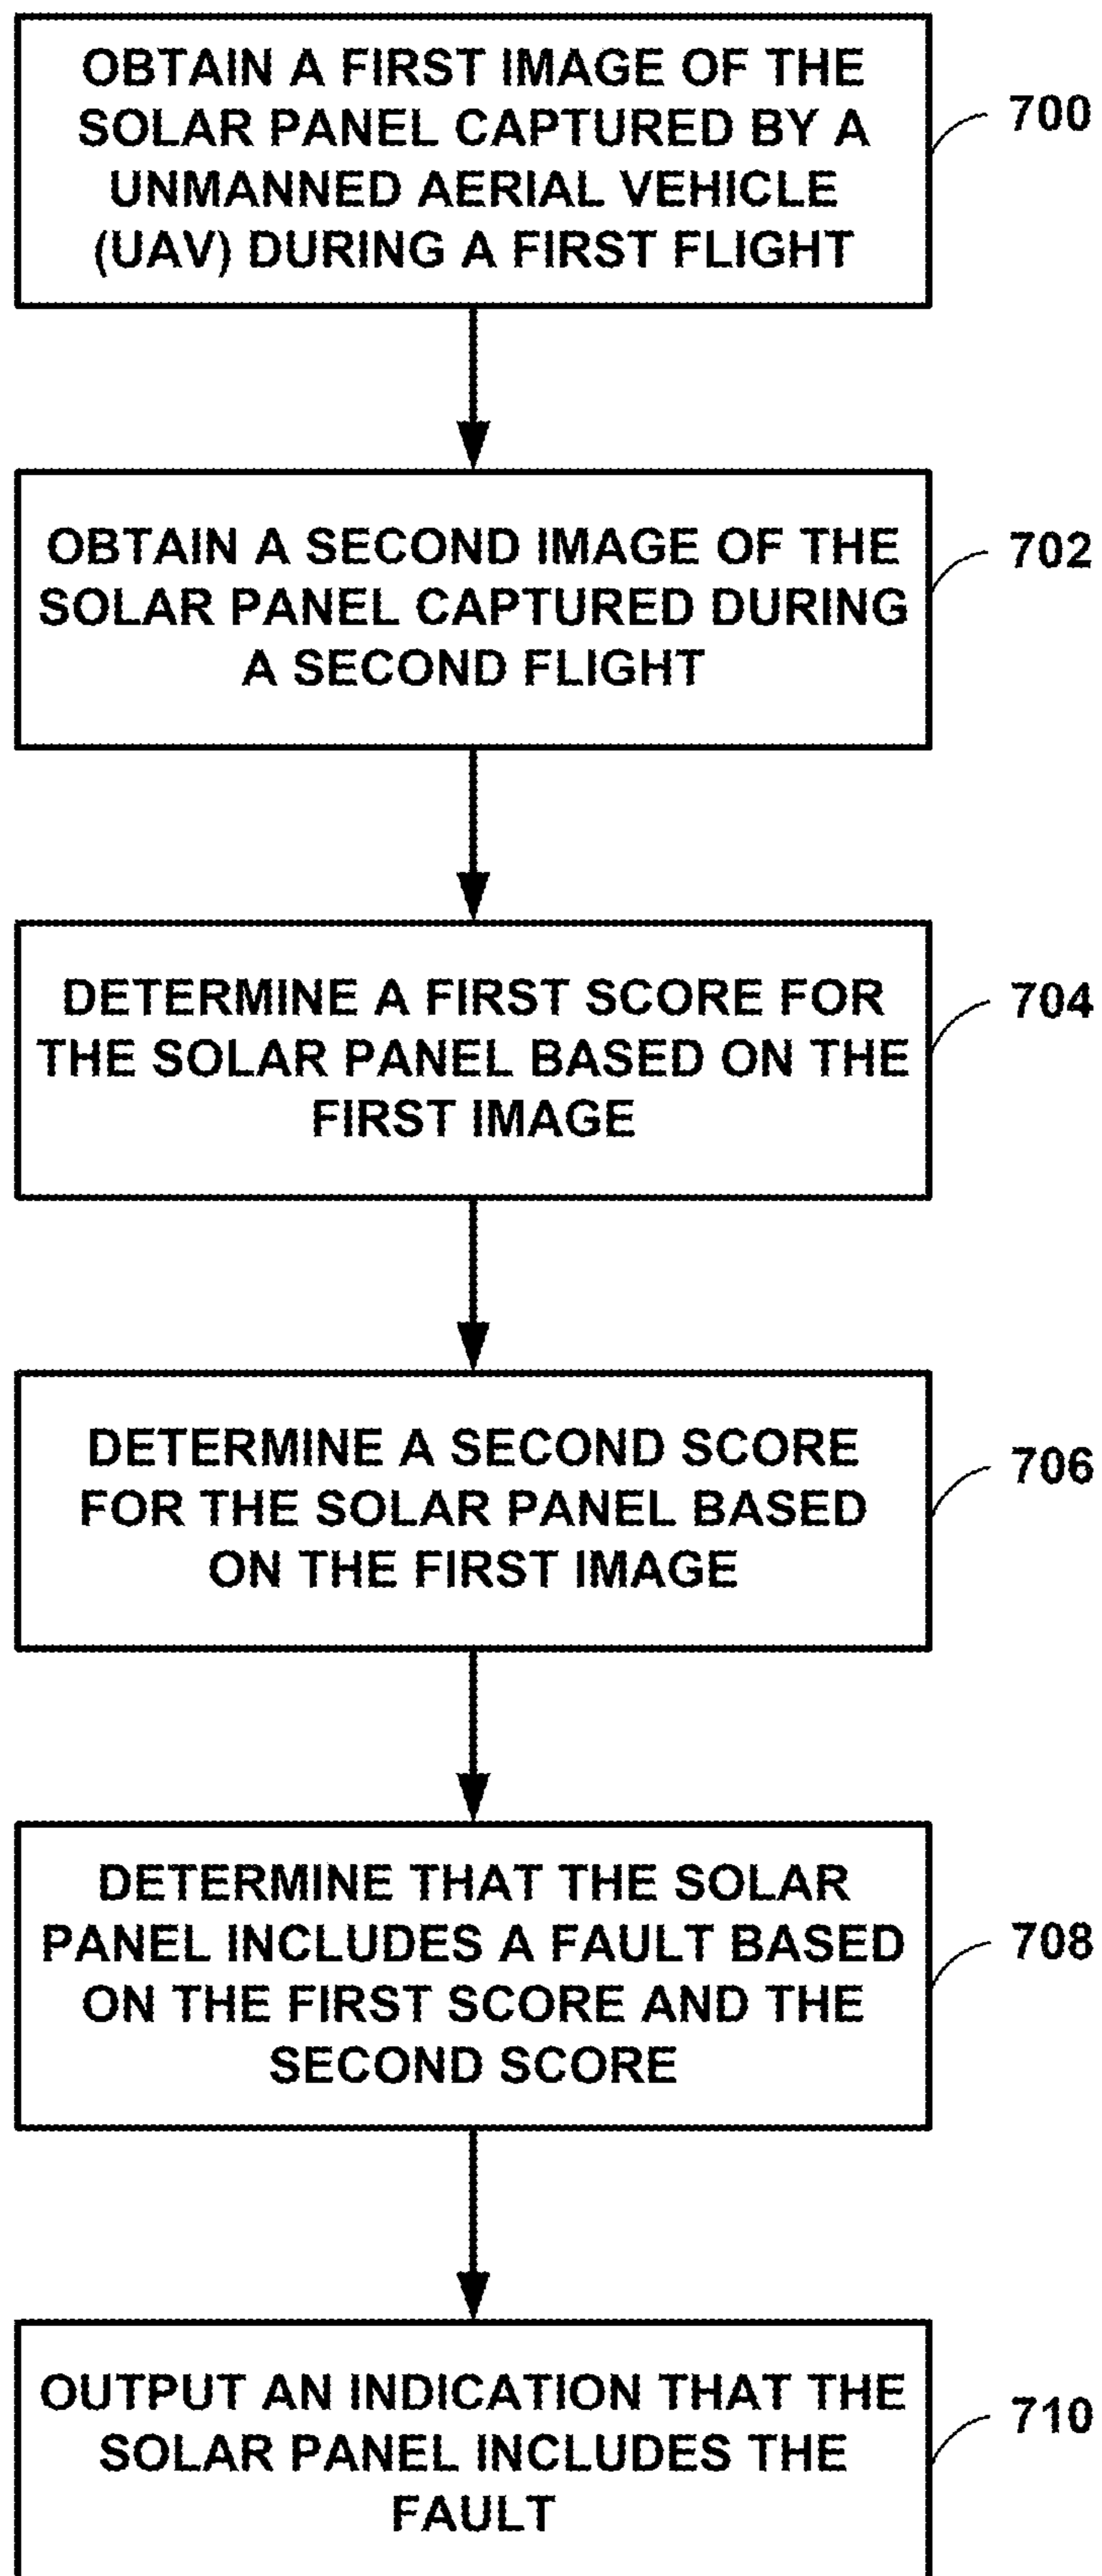 OBTAIN A FIRST IMAGE OF THE
SOLAR PANEL CAPTURED BY A
UNMANNED AERIAL VEHICLE
(UAV) DURING A FIRST FLIGHT
700
OBTAIN A SECOND IMAGE OF THE
SOLAR PANEL CAPTURED DURING
A SECOND FLIGHT
702
DETERMINE A FIRST SCORE FOR
THE SOLAR PANEL BASED ON THE
FIRST IMAGE
704
DETERMINE A SECOND SCORE
FOR THE SOLAR PANEL BASED
ON THE FIRST IMAGE
706
DETERMINE THAT THE SOLAR
PANEL INCLUDES A FAULT BASED
ON THE FIRST SCORE AND THE
SECOND SCORE
708
OUTPUT AN INDICATION THAT THE
SOLAR PANEL INCLUDES THE
FAULT
710